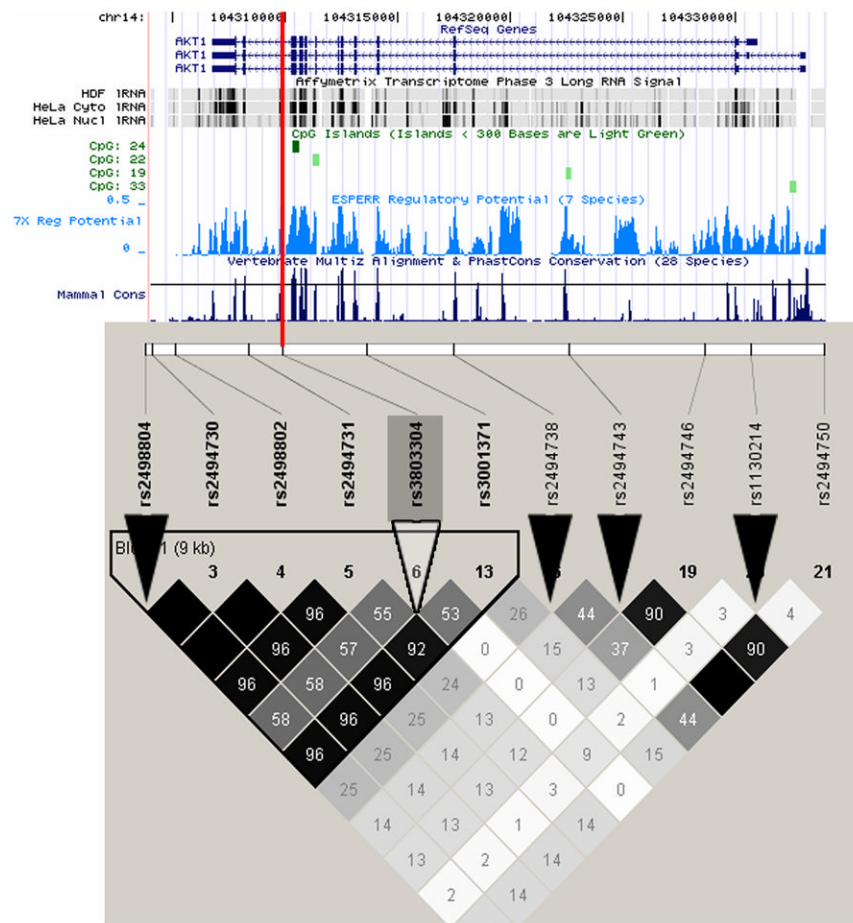 chr14: 104310000 104315000 104320000 104325000 104330000
RefSeq Genes
AKT1
AKT1
AKT1
Affymetrix Transcriptome Phase 3 Long RNA Signal
HDF lRNA
HeLa Cyto lRNA
HeLa Nucl lRNA
CpG Islands (Islands < 300 Bases are Light Green)
CpG: 24
CpG: 22
CpG: 19
CpG: 33
0.5 _ ESPERR Regulatory Potential (7 Species)
7X Reg Potential
0 _
Vertebrate Multiz Alignment & PhastCons Conservation (28 Species)
Mammal Cons
rs2498804 rs2494730 rs2498802 rs2494731 rs3803304 rs3001371 rs2494738 rs2494743 rs2494746 rs1130214 rs2494750
1 (9 kb)
3 4 5 6 13 19 21
96 55 53 26 44 90 3 4
96 57 92 0 15 37 3 90
96 58 96 24 0 13 1
58 96 25 13 0 2 44
96 25 14 12 9 15
25 14 13 3 0
14 13 1 14
13 2 14
2 14